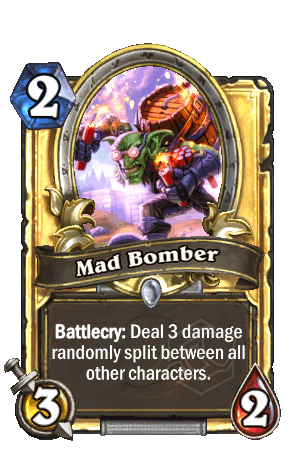 2
Mad Bomber
Battlecry: Deal 3 damage
randomly split between all
other characters.
3
2